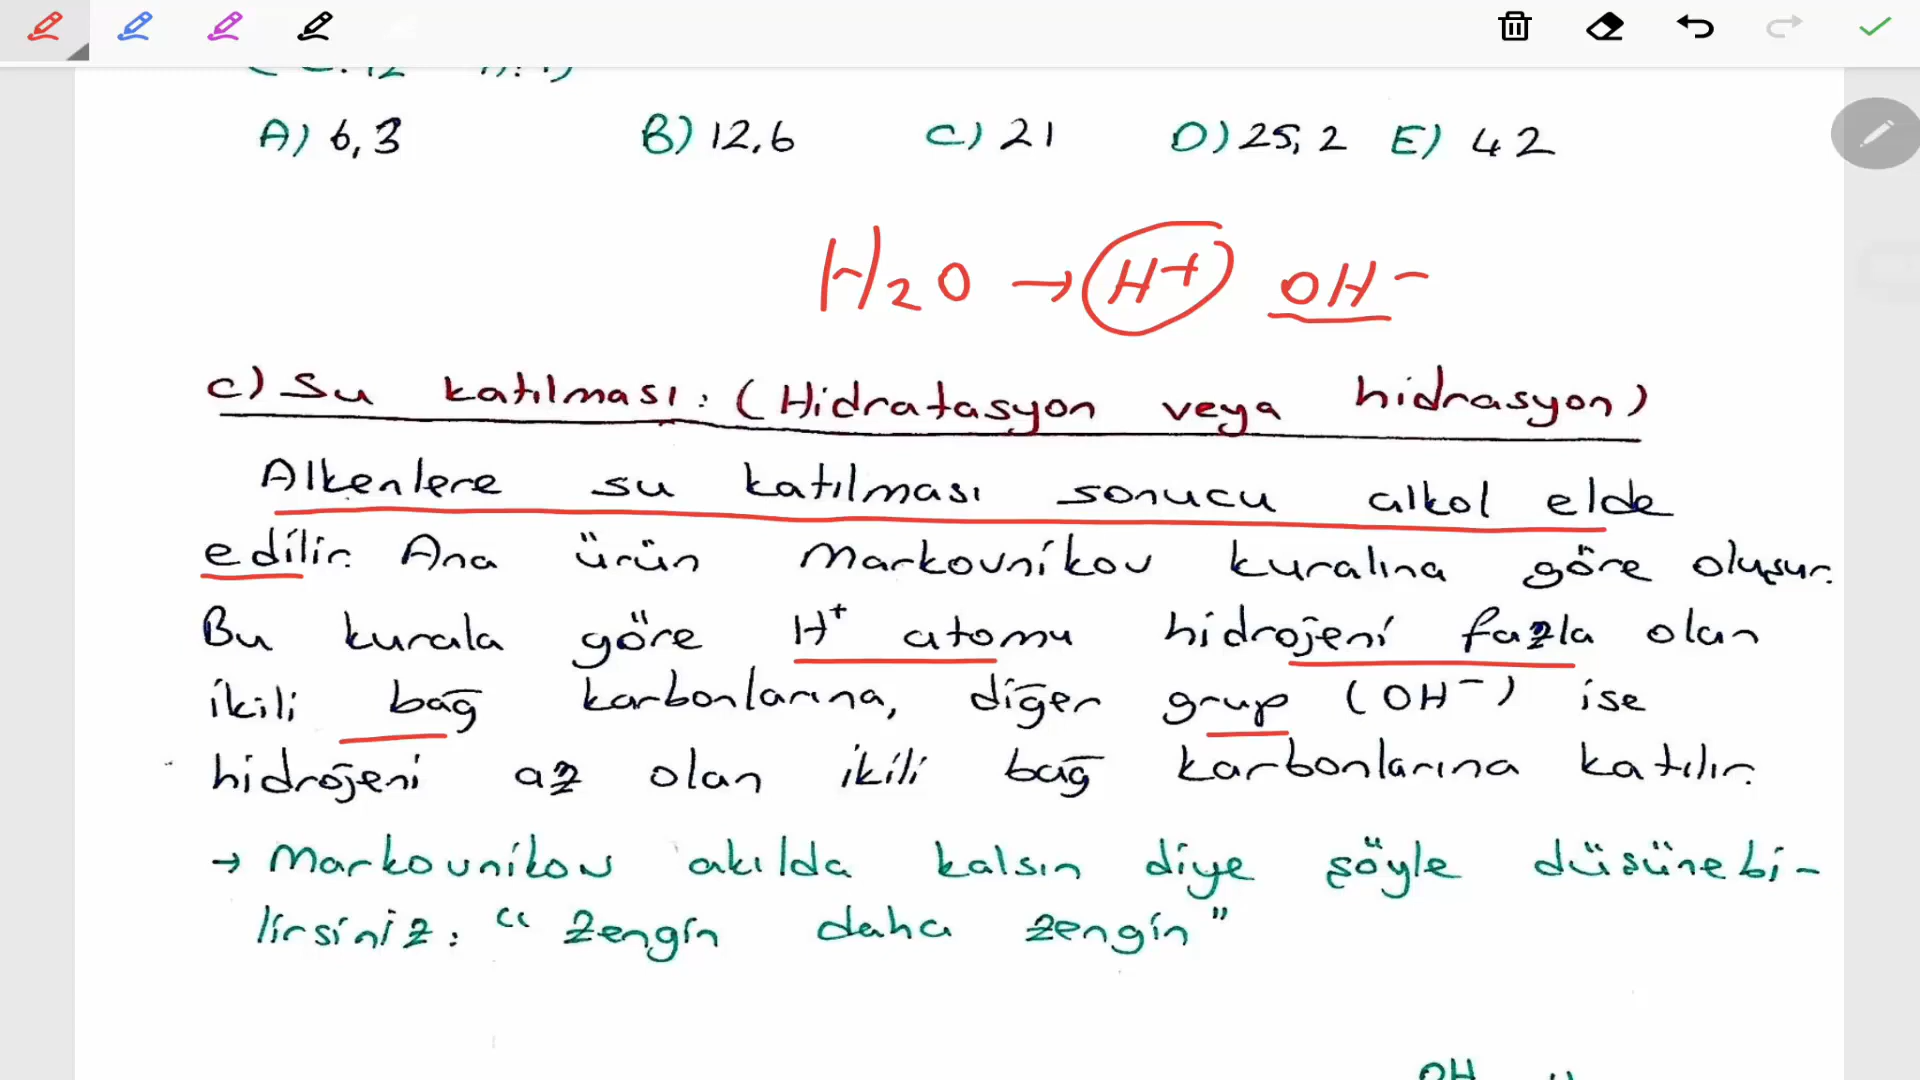 A) 6,3 B) 12,6 C) 21 D) 25,2 E) 42
H2O → H+ OH-
c) Su katılması: (Hidratasyon veya hidrasyon)
Alkenlere su katılması sonucu alkol elde
edilir. Ana ürün Markovnikov kuralına göre oluşur.
Bu kurala göre H+ atomu hidrojeni fazla olan
ikili bağ karbonlarına, diğer grup (OH-) ise
hidrojeni az olan ikili bağ karbonlarına katılır.
→ Markovnikov akılda kalsın diye şöyle düşünebi-
lirsiniz: " Zengin daha zengin"
OH